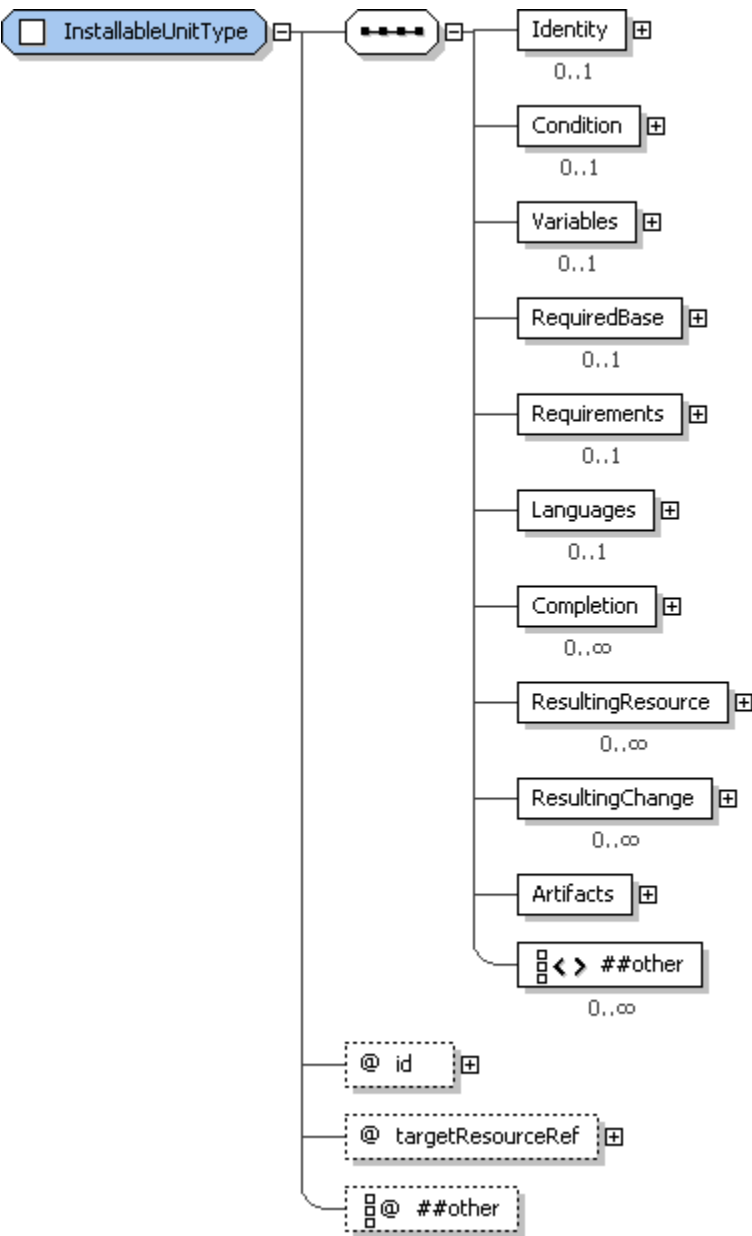 InstallableUnitType
Identity
0..1
Condition
0..1
Variables
0..1
RequiredBase
0..1
Requirements
0..1
Languages
0..1
Completion
0..∞
ResultingResource
0..∞
ResultingChange
0..∞
Artifacts
<> ##other
0..∞
@ id
@ targetResourceRef
@ ##other